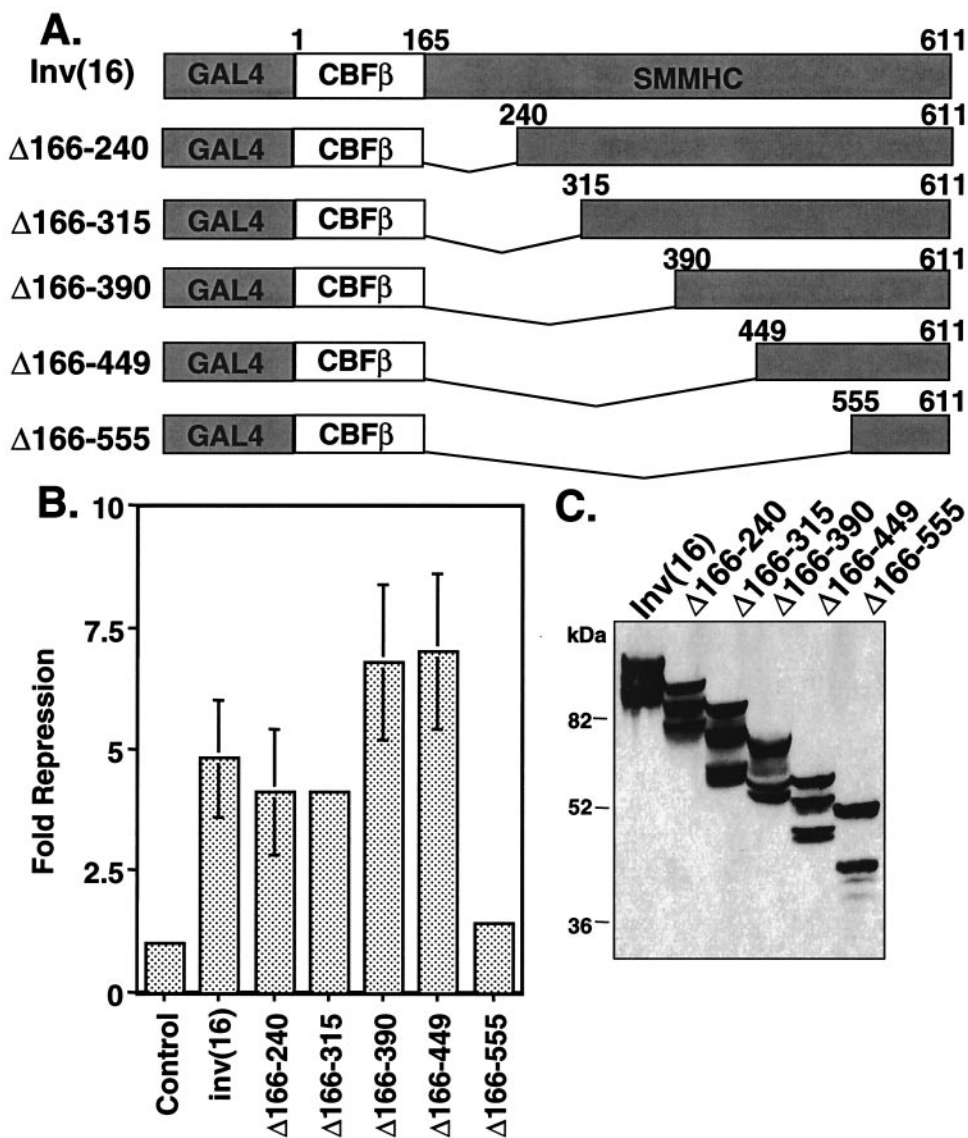 A.
1 165 611
Inv(16) GAL4 CBFβ SMMHC
240 611
Δ166-240 GAL4 CBFβ
315 611
Δ166-315 GAL4 CBFβ
390 611
Δ166-390 GAL4 CBFβ
449 611
Δ166-449 GAL4 CBFβ
555 611
Δ166-555 GAL4 CBFβ
B.
Fold Repression
10
7.5
5
2.5
0
Control
inv(16)
Δ166-240
Δ166-315
Δ166-390
Δ166-449
Δ166-555
C.
Inv(16)
Δ166-240
Δ166-315
Δ166-390
Δ166-449
Δ166-555
kDa
82
52
36